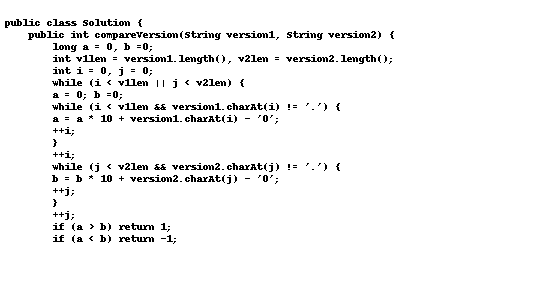 public class Solution {
public int compareVersion(String version1, String version2) {
long a = 0, b =0;
int v1len = version1.length(), v2len = version2.length();
int i = 0, j = 0;
while (i < v1len || j < v2len) {
a = 0; b =0;
while (i < v1len && version1.charAt(i) != '.') {
a = a * 10 + version1.charAt(i) - '0';
++i;
}
++i;
while (j < v2len && version2.charAt(j) != '.') {
b = b * 10 + version2.charAt(j) - '0';
++j;
}
++j;
if (a > b) return 1;
if (a < b) return -1;